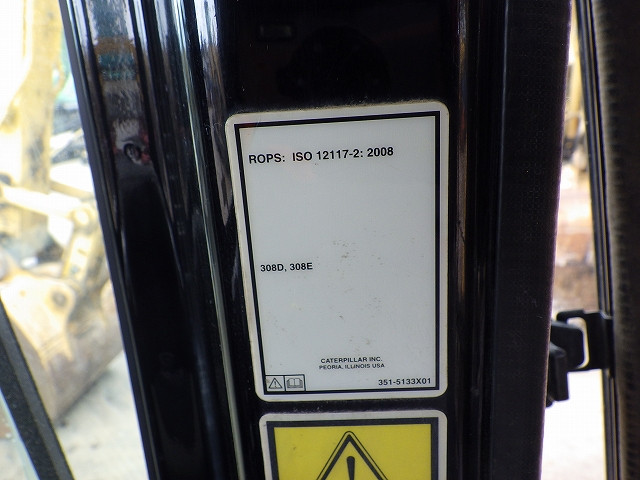 ROPS: ISO 12117-2: 2008
308D, 308E
CATERPILLAR INC.
PEORIA, ILLINOIS USA
351-5133X01